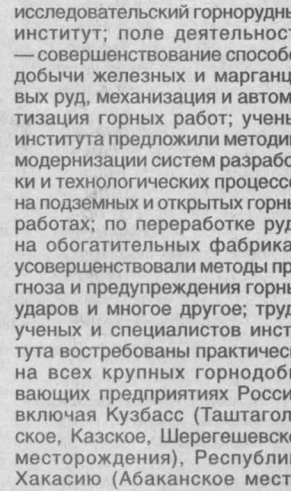 исследовательский горнорудны
институт; поле деятельнос
— совершенствование способо
добычи железных и марганц
вых руд, механизация и автом
тизация горных работ; учены
института предложили методи
модернизации систем разрабо
ки и технологических процессо
на подземных и открытых горны
работах; по переработке руд
на обогатительных фабрика
усовершенствовали методы пр
гноза и предупреждения горны
ударов и многое другое; труд
ученых и специалистов инст
тута востребованы практичес
на всех крупных горнодоб
вающих предприятиях Росси
включая Кузбасс (Таштагол
ское, Казское, Шерегешевско
месторождения), Республи
Хакасию (Абаканское мест